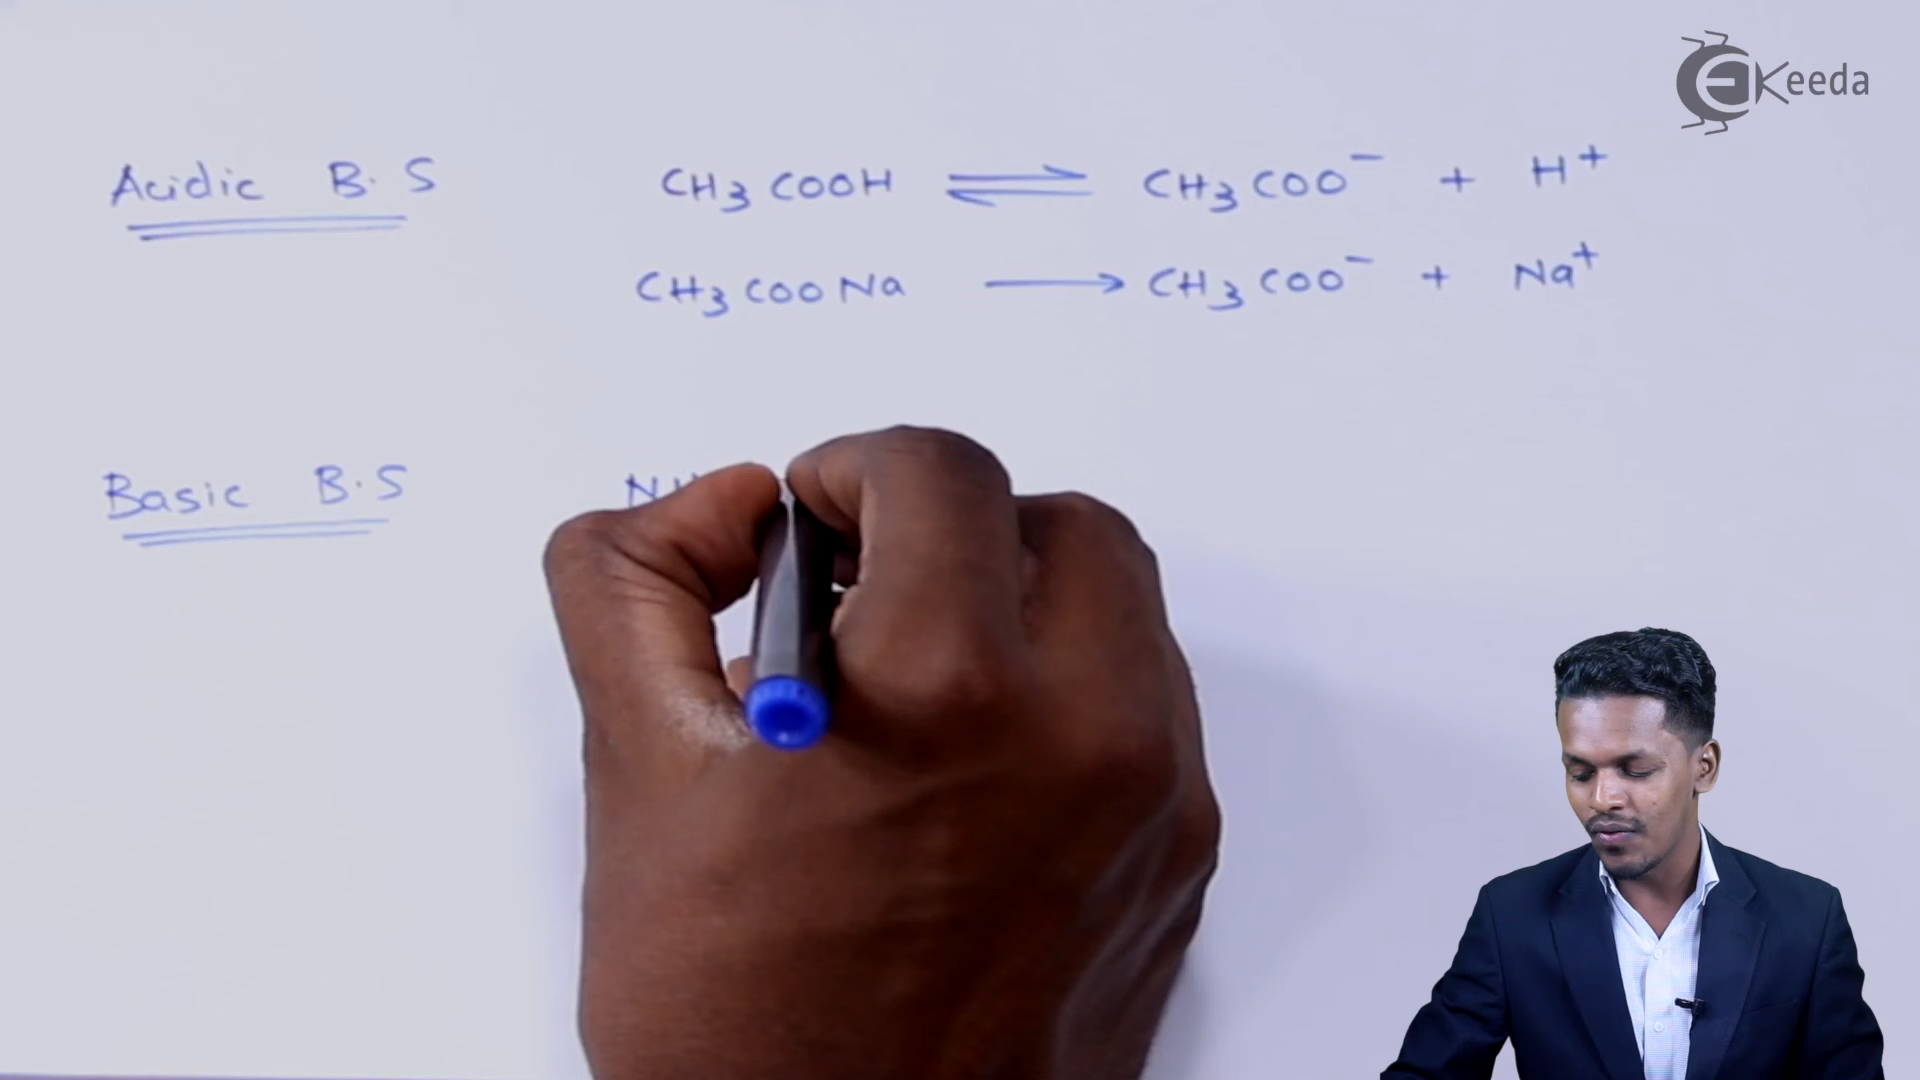 EKeeda
Acidic B.S
CH3COOH ⇌ CH3COO⁻ + H⁺
CH3COONa ⟶ CH3COO⁻ + Na⁺
Basic B.S